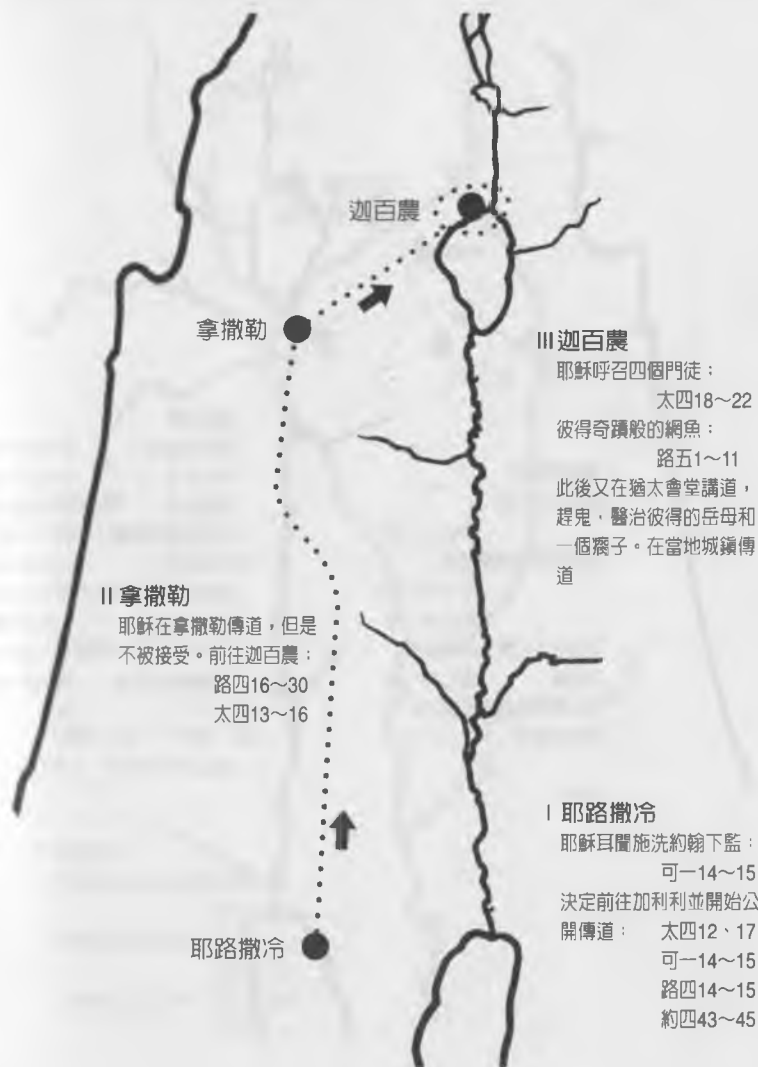 迦百農
拿撒勒
III 迦百農
耶穌呼召四個門徒：
太四18～22
彼得奇蹟般的網魚：
路五1～11
此後又在猶太會堂講道，
趕鬼，醫治彼得的岳母和
一個瘸子。在當地城鎮傳
道
II 拿撒勒
耶穌在拿撒勒傳道，但是
不被接受。前往迦百農：
路四16～30
太四13～16
I 耶路撒冷
耶穌耳聞施洗約翰下監：
可一14～15
決定前往加利利並開始公
開傳道： 太四12、17
可一14～15
路四14～15
約四43～45
耶路撒冷